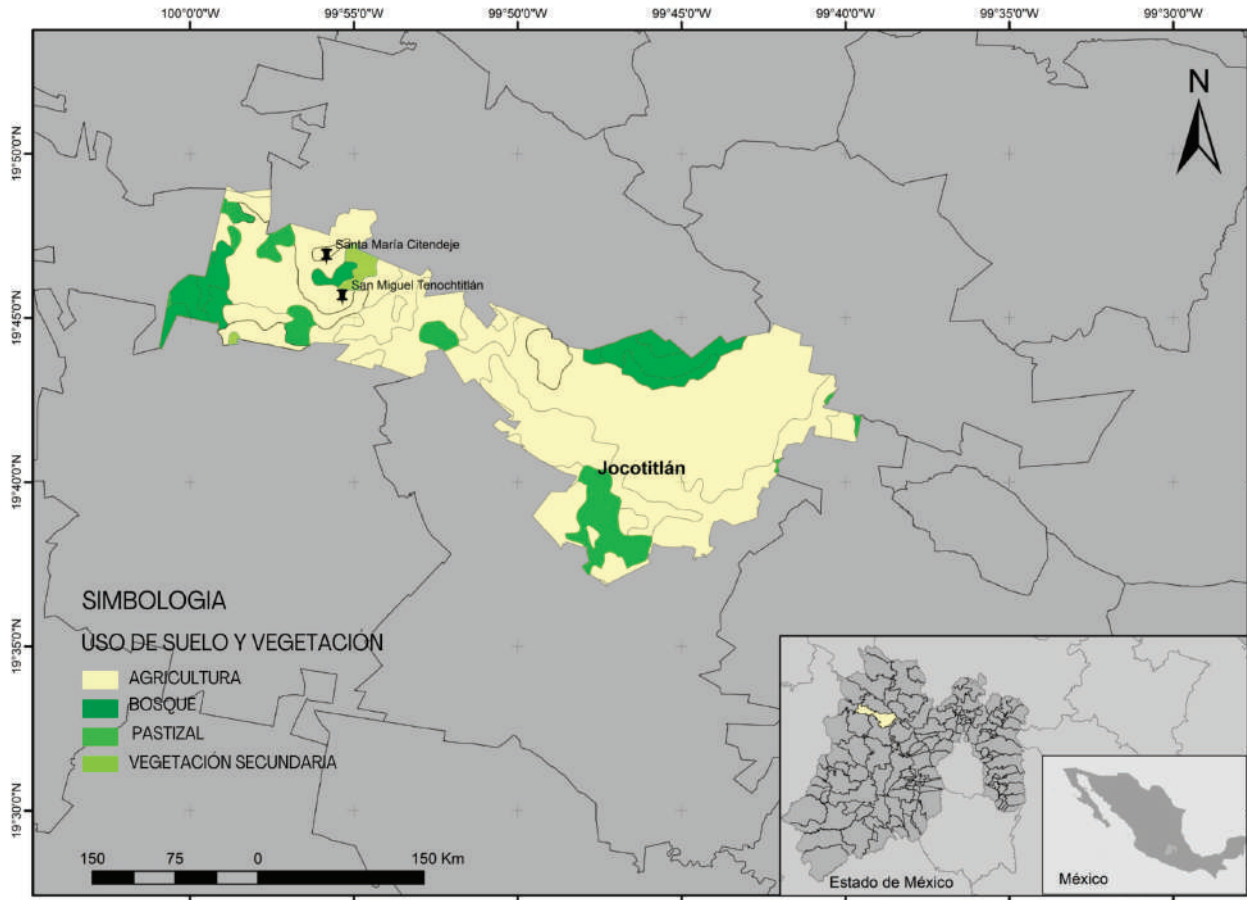 100°0'0"W 99°55'0"W 99°50'0"W 99°45'0"W 99°40'0"W 99°35'0"W 99°30'0"W
N
19°50'0"N
Santa María Citendeje
San Miguel Tenochtitlán
19°45'0"N
19°40'0"N
Jocotitlán
19°35'0"N
19°30'0"N
SIMBOLOGIA
USO DE SUELO Y VEGETACIÓN
AGRICULTURA
BOSQUE
PASTIZAL
VEGETACIÓN SECUNDARIA
150 75 0 150 Km
Estado de México
México